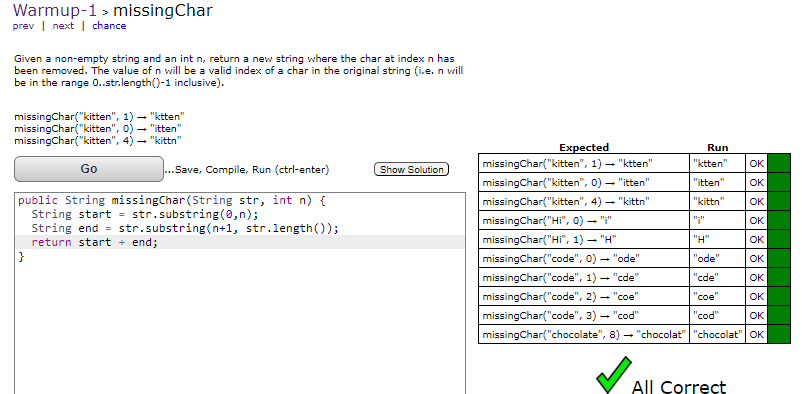 Warmup-1 > missingChar
prev | next | chance
Given a non-empty string and an int n, return a new string where the char at index n has
been removed. The value of n will be a valid index of a char in the original string (i.e. n will
be in the range 0..str.length()-1 inclusive).
missingChar("kitten", 1) → "ktten"
missingChar("kitten", 0) → "itten"
missingChar("kitten", 4) → "kittn"
Go ...Save, Compile, Run (ctrl-enter) Show Solution
public String missingChar(String str, int n) {
  String start = str.substring(0,n);
  String end = str.substring(n+1, str.length());
  return start + end;
}
Expected Run
missingChar("kitten", 1) → "ktten" "ktten" OK
missingChar("kitten", 0) → "itten" "itten" OK
missingChar("kitten", 4) → "kittn" "kittn" OK
missingChar("Hi", 0) → "i" "i" OK
missingChar("Hi", 1) → "H" "H" OK
missingChar("code", 0) → "ode" "ode" OK
missingChar("code", 1) → "cde" "cde" OK
missingChar("code", 2) → "coe" "coe" OK
missingChar("code", 3) → "cod" "cod" OK
missingChar("chocolate", 8) → "chocolat" "chocolat" OK
All Correct